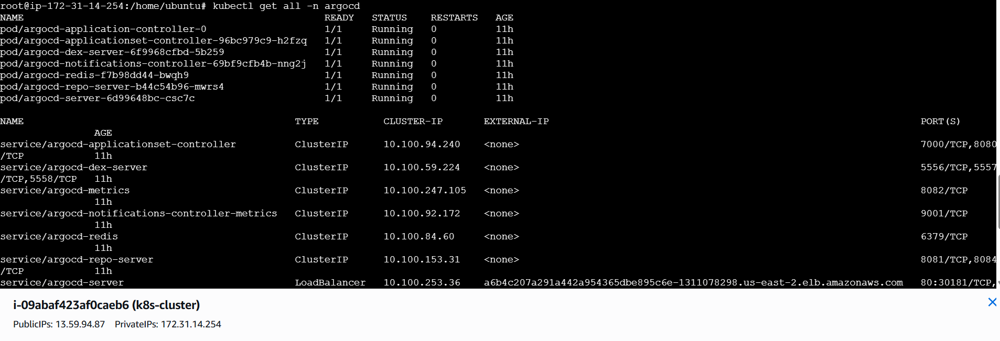 root@ip-172-31-14-254:/home/ubuntu# kubectl get all -n argocd
NAME READY STATUS RESTARTS AGE
pod/argocd-application-controller-0 1/1 Running 0 11h
pod/argocd-applicationset-controller-96bc979c9-h2fzq 1/1 Running 0 11h
pod/argocd-dex-server-6f9968cfbd-5b259 1/1 Running 0 11h
pod/argocd-notifications-controller-69bf9cfb4b-nng2j 1/1 Running 0 11h
pod/argocd-redis-f7b98dd44-bwqh9 1/1 Running 0 11h
pod/argocd-repo-server-b44c54b96-mwrs4 1/1 Running 0 11h
pod/argocd-server-6d99648bc-csc7c 1/1 Running 0 11h
NAME TYPE CLUSTER-IP EXTERNAL-IP PORT(S)
AGE
service/argocd-applicationset-controller ClusterIP 10.100.94.240 <none> 7000/TCP,8080
/TCP 11h
service/argocd-dex-server ClusterIP 10.100.59.224 <none> 5556/TCP,5557
/TCP,5558/TCP 11h
service/argocd-metrics ClusterIP 10.100.247.105 <none> 8082/TCP
11h
service/argocd-notifications-controller-metrics ClusterIP 10.100.92.172 <none> 9001/TCP
11h
service/argocd-redis ClusterIP 10.100.84.60 <none> 6379/TCP
11h
service/argocd-repo-server ClusterIP 10.100.153.31 <none> 8081/TCP,8084
/TCP 11h
service/argocd-server LoadBalancer 10.100.253.36 a6b4c207a291a442a954365dbe895c6e-1311078298.us-east-2.elb.amazonaws.com 80:30181/TCP,
i-09abaf423af0caeb6 (k8s-cluster)
PublicIPs: 13.59.94.87 PrivateIPs: 172.31.14.254